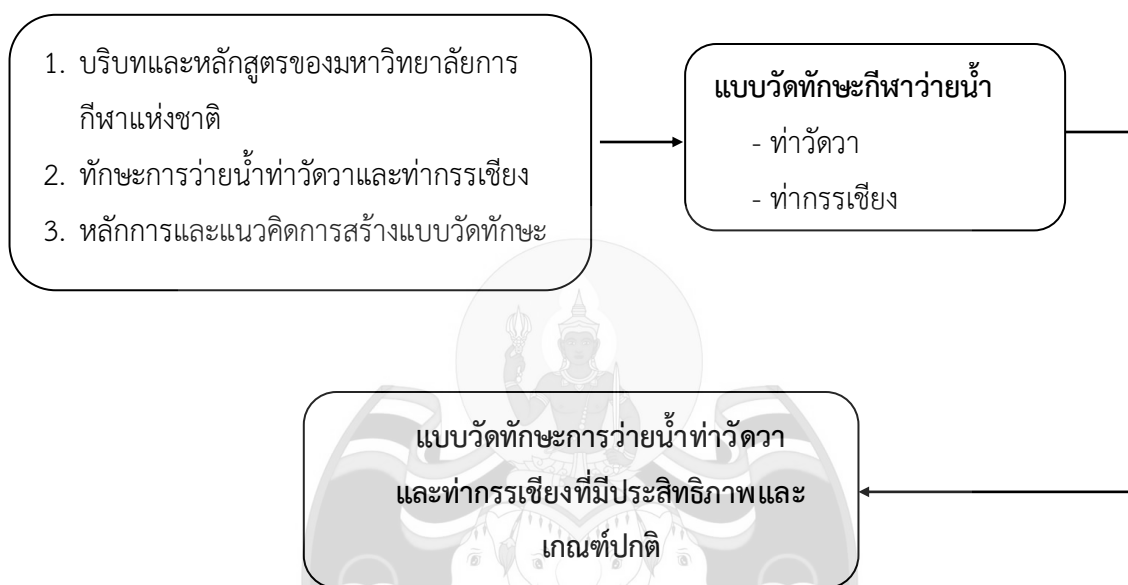 1. บริบทและหลักสูตรของมหาวิทยาลัยการ
กีฬาแห่งชาติ
2. ทักษะการว่ายน้ำท่าวัดวาและท่ากรรเชียง
3. หลักการและแนวคิดการสร้างแบบวัดทักษะ
แบบวัดทักษะกีฬาว่ายน้ำ
- ท่าวัดวา
- ท่ากรรเชียง
แบบวัดทักษะการว่ายน้ำท่าวัดวา
และท่ากรรเชียงที่มีประสิทธิภาพและ
เกณฑ์ปกติ